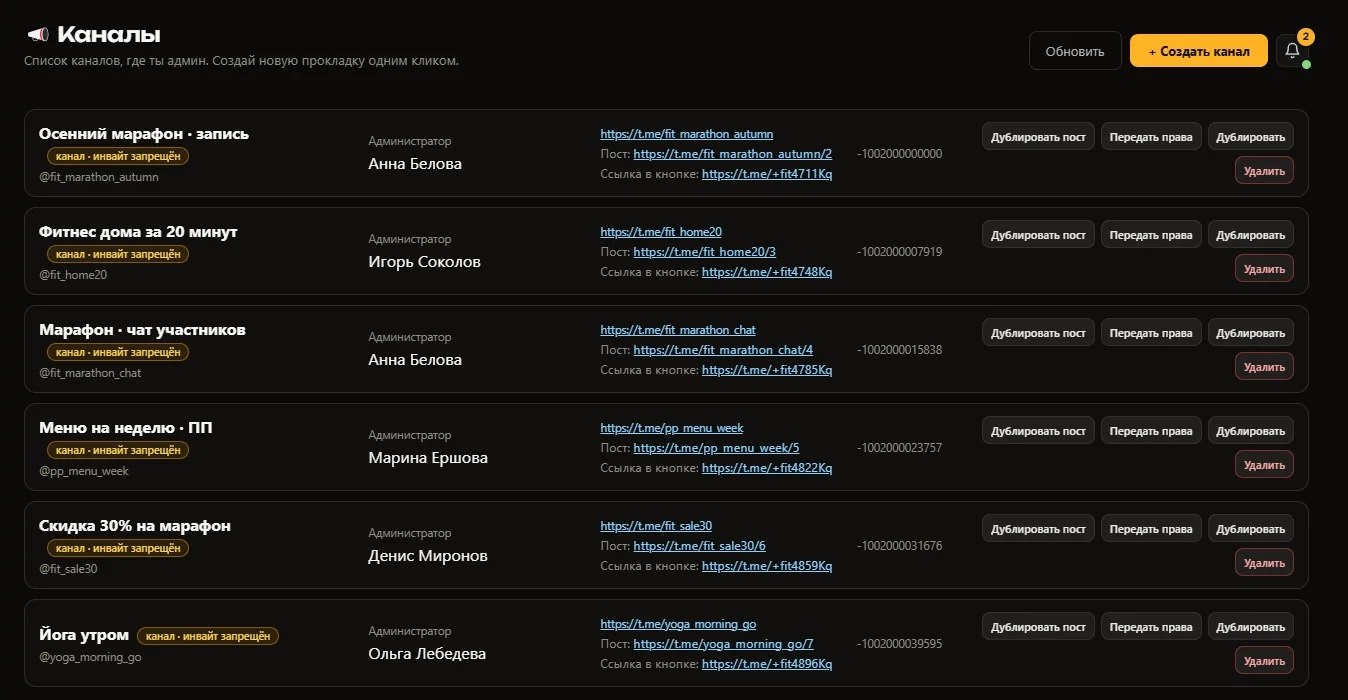 Каналы
Список каналов, где ты админ. Создай новую прокладку одним кликом.
Обновить
+ Создать канал
2
Осенний марафон · запись
канал · инвайт запрещён
@fit_marathon_autumn
Администратор
Анна Белова
https://t.me/fit_marathon_autumn
Пост: https://t.me/fit_marathon_autumn/2
Ссылка в кнопке: https://t.me/+fit4711Kq
-1002000000000
Дублировать пост
Передать права
Дублировать
Удалить
Фитнес дома за 20 минут
канал · инвайт запрещён
@fit_home20
Администратор
Игорь Соколов
https://t.me/fit_home20
Пост: https://t.me/fit_home20/3
Ссылка в кнопке: https://t.me/+fit4748Kq
-1002000007919
Дублировать пост
Передать права
Дублировать
Удалить
Марафон · чат участников
канал · инвайт запрещён
@fit_marathon_chat
Администратор
Анна Белова
https://t.me/fit_marathon_chat
Пост: https://t.me/fit_marathon_chat/4
Ссылка в кнопке: https://t.me/+fit4785Kq
-1002000015838
Дублировать пост
Передать права
Дублировать
Удалить
Меню на неделю · ПП
канал · инвайт запрещён
@pp_menu_week
Администратор
Марина Ершова
https://t.me/pp_menu_week
Пост: https://t.me/pp_menu_week/5
Ссылка в кнопке: https://t.me/+fit4822Kq
-1002000023757
Дублировать пост
Передать права
Дублировать
Удалить
Скидка 30% на марафон
канал · инвайт запрещён
@fit_sale30
Администратор
Денис Миронов
https://t.me/fit_sale30
Пост: https://t.me/fit_sale30/6
Ссылка в кнопке: https://t.me/+fit4859Kq
-1002000031676
Дублировать пост
Передать права
Дублировать
Удалить
Йога утром
канал · инвайт запрещён
@yoga_morning_go
Администратор
Ольга Лебедева
https://t.me/yoga_morning_go
Пост: https://t.me/yoga_morning_go/7
Ссылка в кнопке: https://t.me/+fit4896Kq
-1002000039595
Дублировать пост
Передать права
Дублировать
Удалить